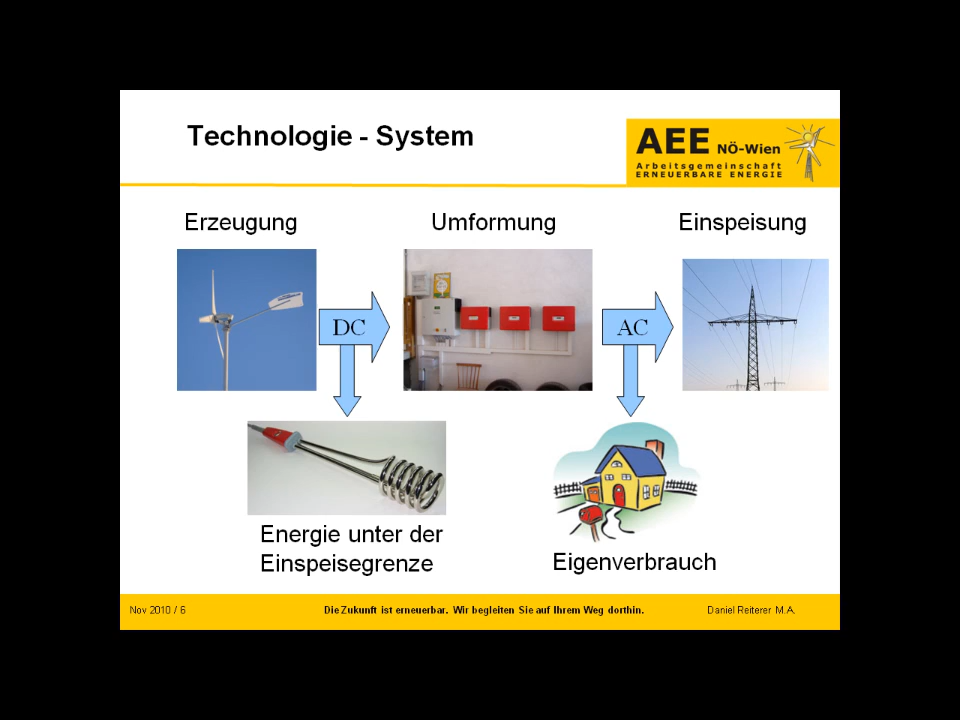 Technologie - System
AEE NÖ-Wien
Arbeitsgemeinschaft
ERNEUERBARE ENERGIE
Erzeugung
Umformung
Einspeisung
DC
AC
Energie unter der
Einspeisegrenze
Eigenverbrauch
Nov 2010 / 6
Die Zukunft ist erneuerbar. Wir begleiten Sie auf Ihrem Weg dorthin.
Daniel Reiterer M.A.